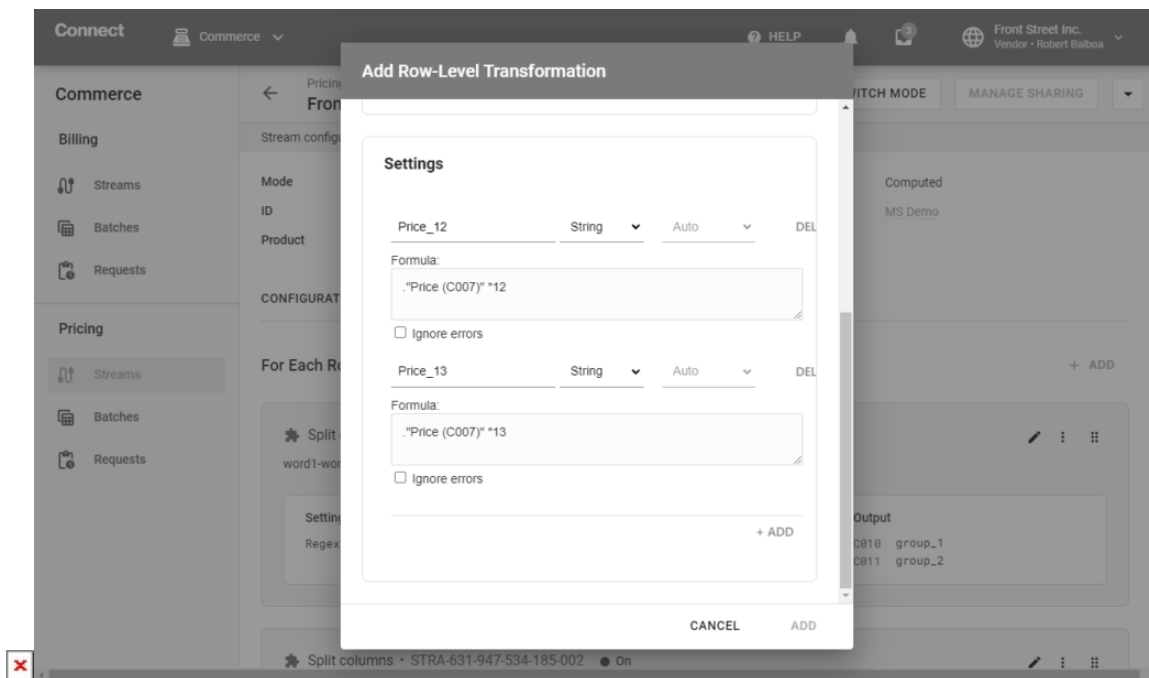 Connect
Commerce
HELP
3
Front Street Inc.
Vendor • Robert Balboa
Commerce
Billing
Streams
Batches
Requests
Pricing
Streams
Batches
Requests
Pricing
Fron
ITCH MODE
MANAGE SHARING
Stream config
Mode
ID
Product
Computed
MS Demo
CONFIGURAT
For Each Ro
+ ADD
Split
word1-wor
Setting
Regex
Output
C010 group_1
C011 group_2
Split columns • STRA-631-947-534-185-002 ● On
Add Row-Level Transformation
Settings
Price_12 String Auto DEL
Formula:
."Price (C007)" *12
Ignore errors
Price_13 String Auto DEL
Formula:
."Price (C007)" *13
Ignore errors
+ ADD
CANCEL ADD